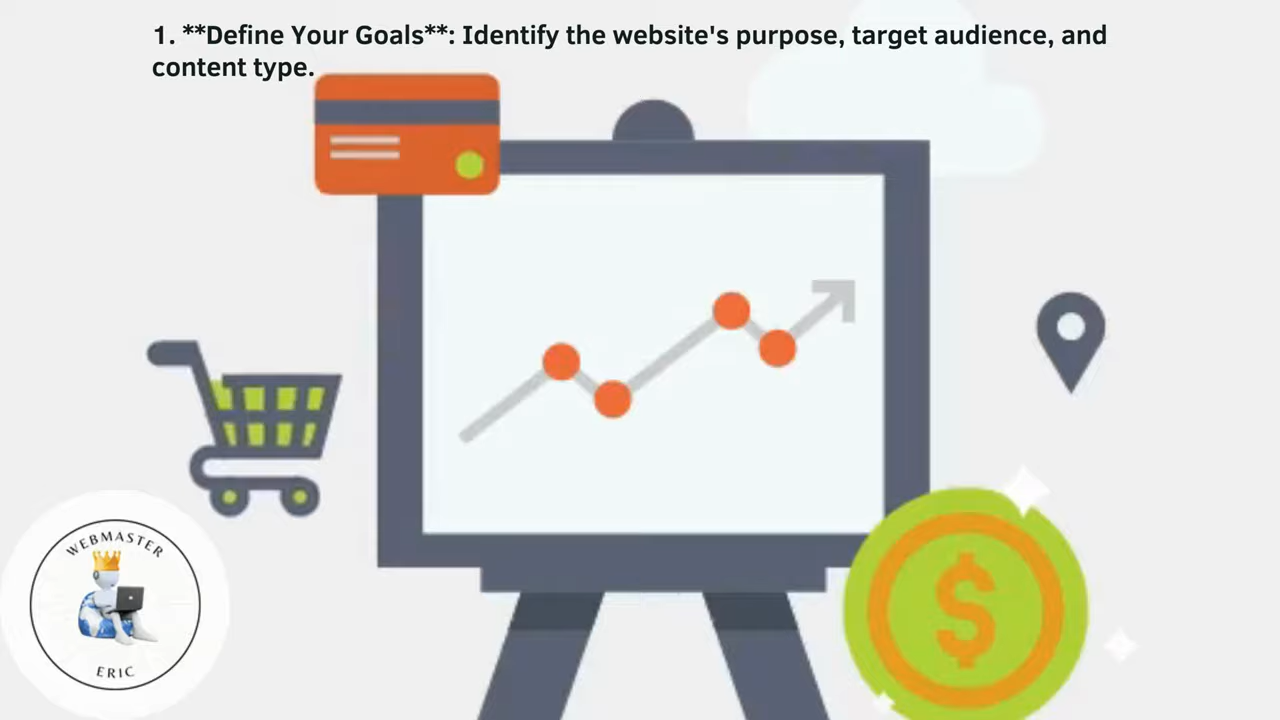 1. **Define Your Goals**: Identify the website's purpose, target audience, and
content type.
WEBMASTER
ERIC
$